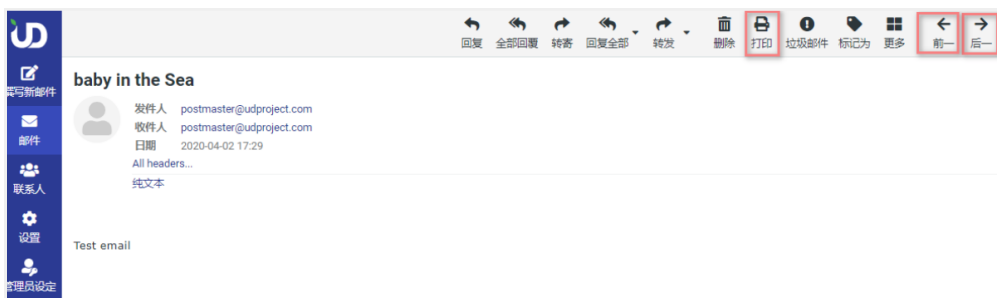 UD
回复 全部回覆 转寄 回复全部 转发 删除 打印 垃圾邮件 标记为 更多 前一 后一
撰写新邮件
邮件
联系人
设置
管理员设定
baby in the Sea
发件人 postmaster@udproject.com
收件人 postmaster@udproject.com
日期 2020-04-02 17:29
All headers...
纯文本
Test email